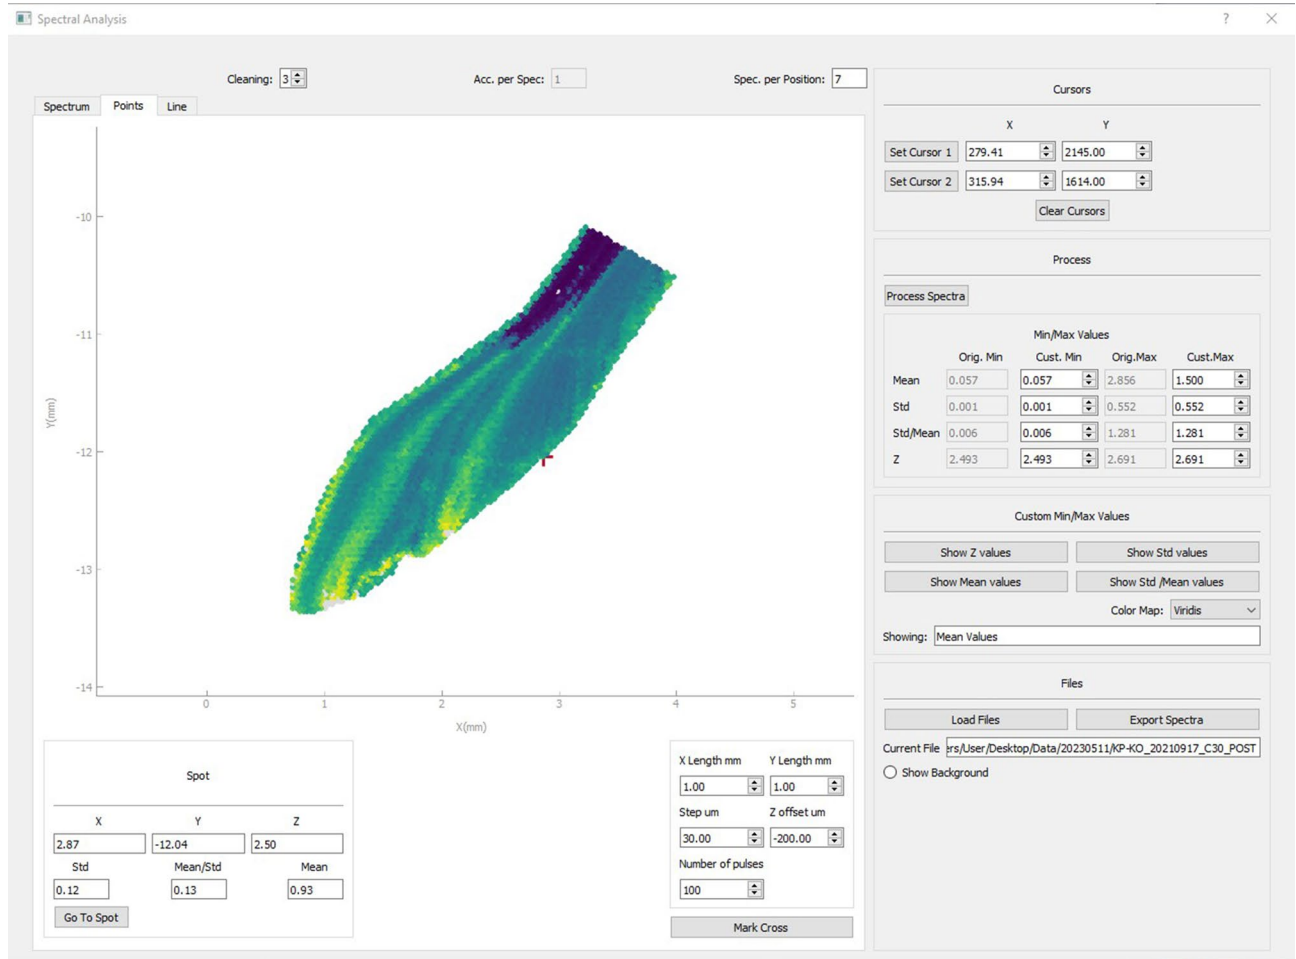 Spectral Analysis ? ×
Cleaning: 3 Acc. per Spec: 1 Spec. per Position: 7
Spectrum Points Line
-10
-11
-12
-13
-14
Y(mm)
0 1 2 3 4 5
X(mm)
Spot
X Y Z
2.87 -12.04 2.50
Std Mean/Std Mean
0.12 0.13 0.93
Go To Spot
X Length mm Y Length mm
1.00 1.00
Step um Z offset um
30.00 -200.00
Number of pulses
100
Mark Cross
Cursors
X Y
Set Cursor 1 279.41 2145.00
Set Cursor 2 315.94 1614.00
Clear Cursors
Process
Process Spectra
Min/Max Values
Orig. Min Cust. Min Orig.Max Cust.Max
Mean 0.057 0.057 2.856 1.500
Std 0.001 0.001 0.552 0.552
Std/Mean 0.006 0.006 1.281 1.281
Z 2.493 2.493 2.691 2.691
Custom Min/Max Values
Show Z values Show Std values
Show Mean values Show Std /Mean values
Color Map: Viridis
Showing: Mean Values
Files
Load Files Export Spectra
Current File ers/User/Desktop/Data/20230511/KP-KO_20210917_C30_POST
Show Background